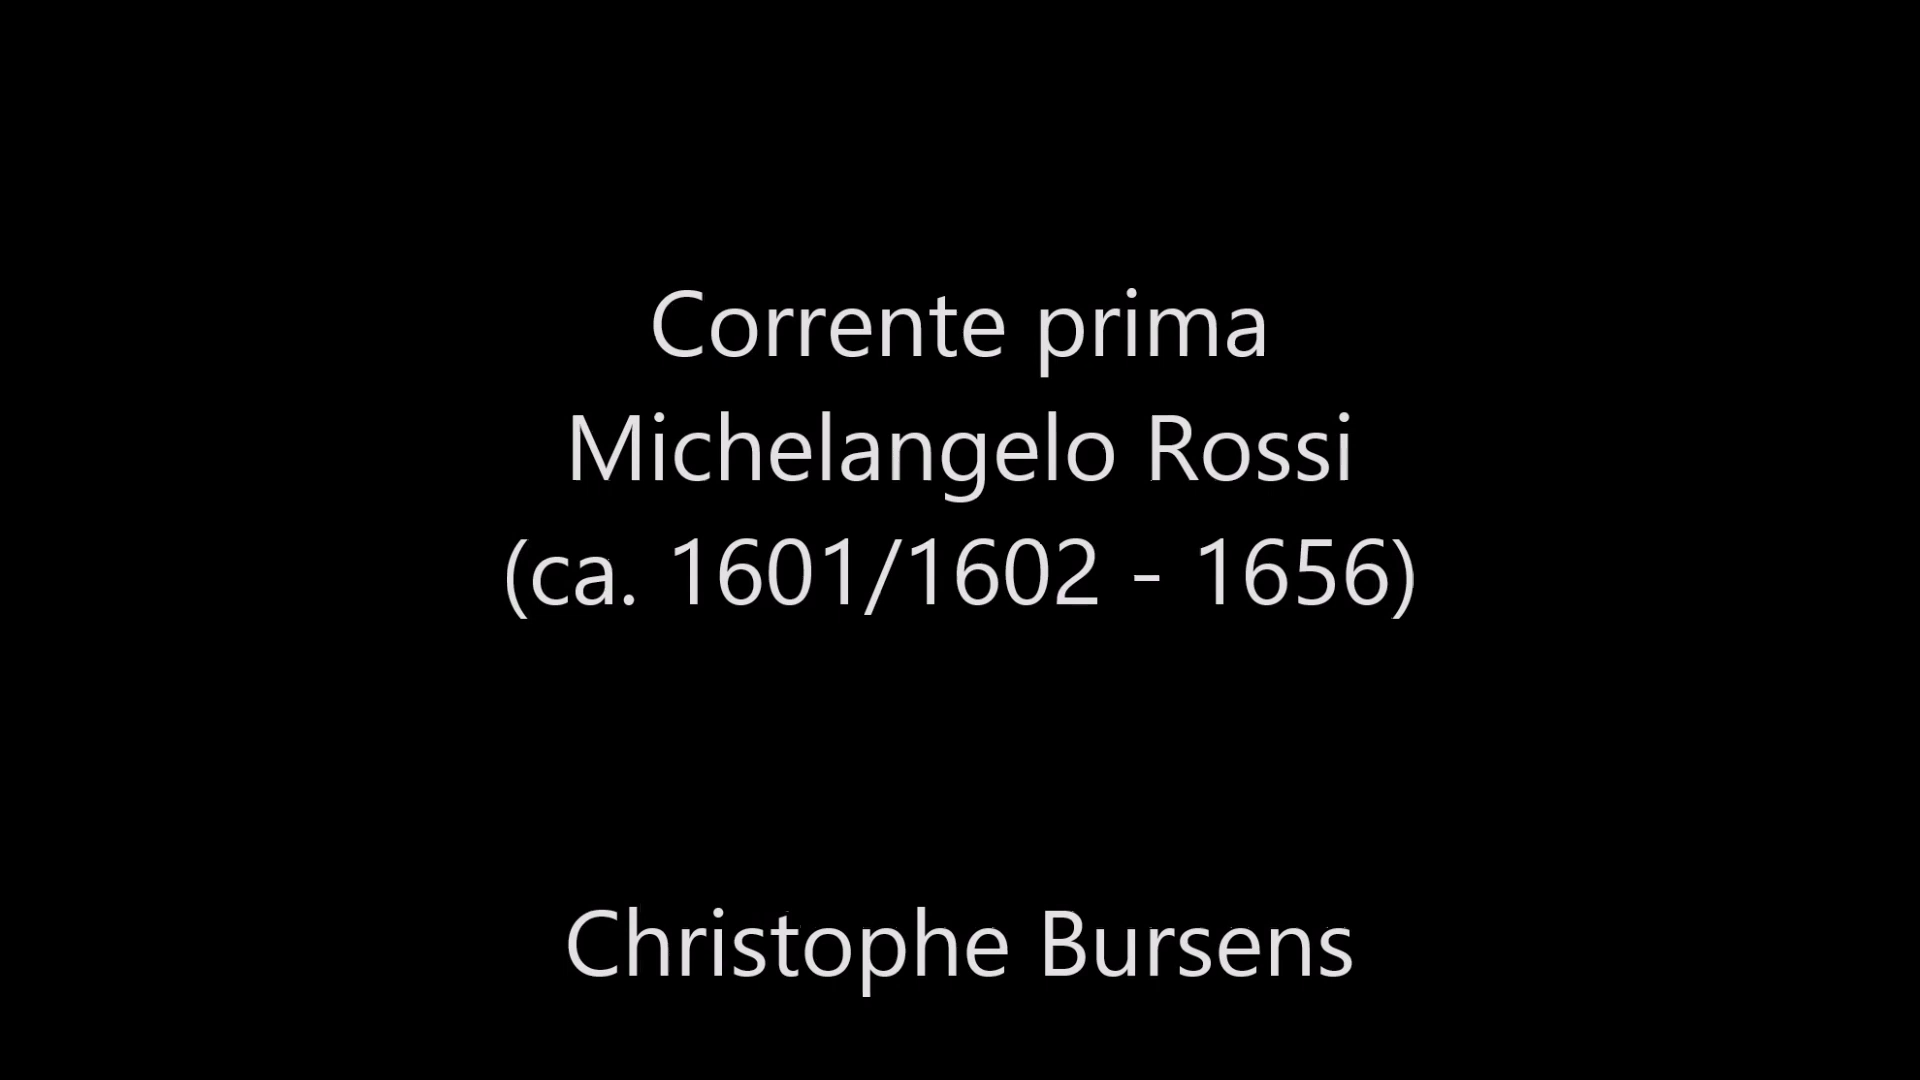 Corrente prima
Michelangelo Rossi
(ca. 1601/1602 - 1656)
Christophe Bursens